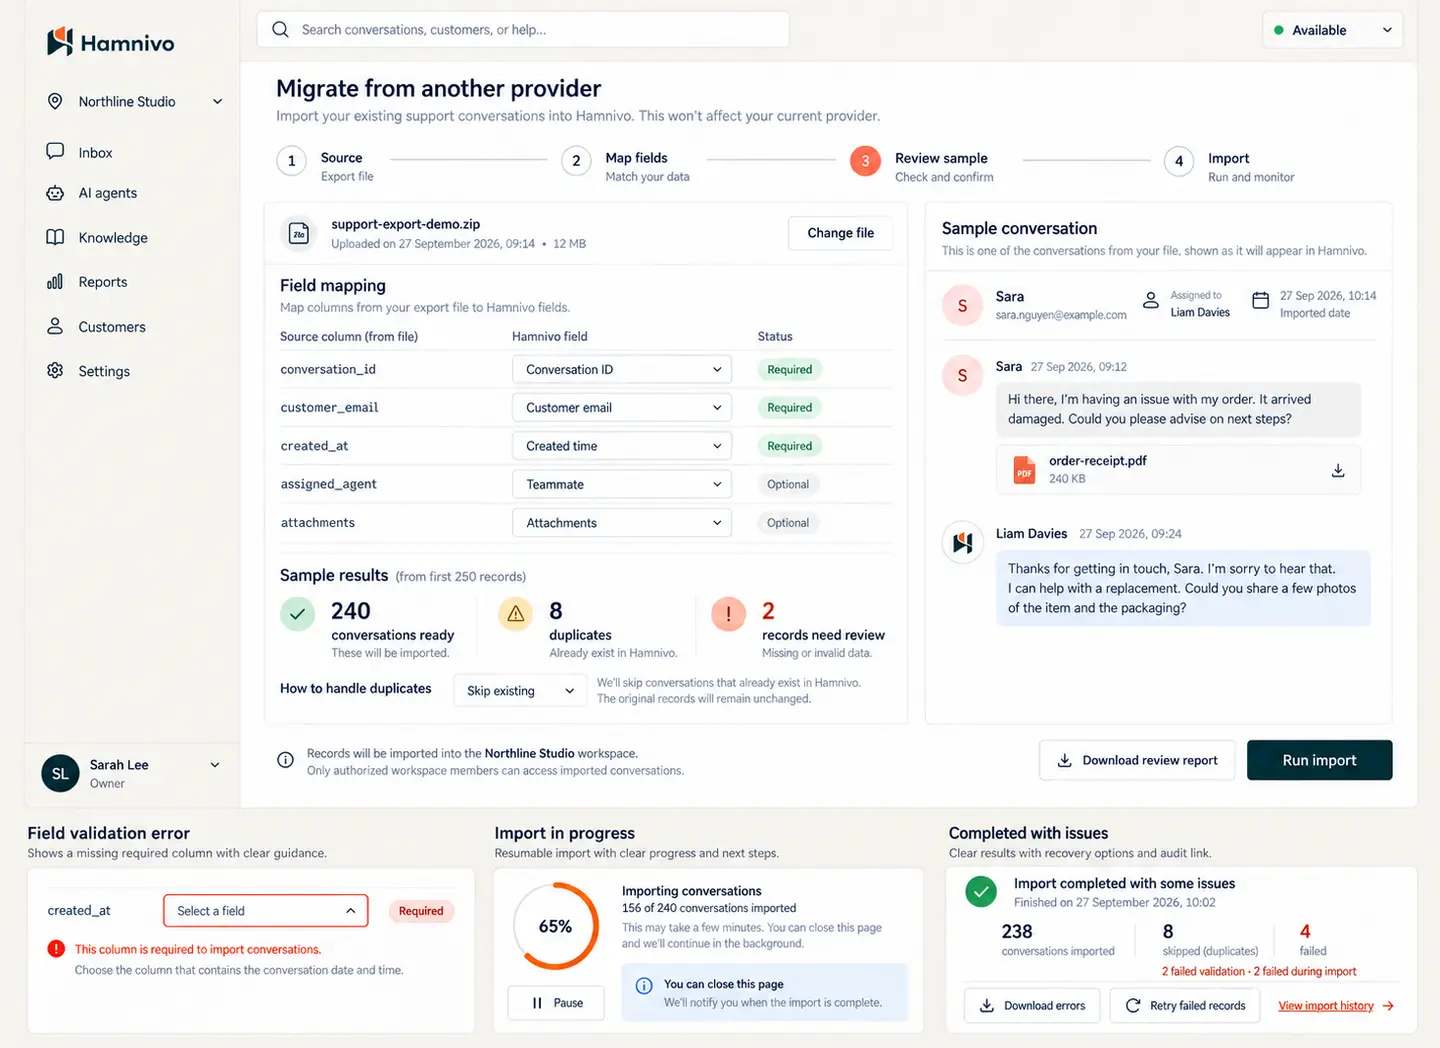 Hamnivo
Northline Studio
Inbox
AI agents
Knowledge
Reports
Customers
Settings
SL
Sarah Lee
Owner
Search conversations, customers, or help...
Available
Migrate from another provider
Import your existing support conversations into Hamnivo. This won't affect your current provider.
1
Source
Export file
2
Map fields
Match your data
3
Review sample
Check and confirm
4
Import
Run and monitor
support-export-demo.zip
Uploaded on 27 September 2026, 09:14 • 12 MB
Change file
Field mapping
Map columns from your export file to Hamnivo fields.
Source column (from file) Hamnivo field Status
conversation_id Conversation ID Required
customer_email Customer email Required
created_at Created time Required
assigned_agent Teammate Optional
attachments Attachments Optional
Sample results (from first 250 records)
240
conversations ready
These will be imported.
8
duplicates
Already exist in Hamnivo.
2
records need review
Missing or invalid data.
How to handle duplicates
Skip existing
We'll skip conversations that already exist in Hamnivo.
The original records will remain unchanged.
Sample conversation
This is one of the conversations from your file, shown as it will appear in Hamnivo.
S
Sara
sara.nguyen@example.com
Assigned to
Liam Davies
27 Sep 2026, 10:14
Imported date
S
Sara 27 Sep 2026, 09:12
Hi there, I'm having an issue with my order. It arrived
damaged. Could you please advise on next steps?
PDF
order-receipt.pdf
240 KB
Liam Davies 27 Sep 2026, 09:24
Thanks for getting in touch, Sara. I'm sorry to hear that.
I can help with a replacement. Could you share a few photos
of the item and the packaging?
Records will be imported into the Northline Studio workspace.
Only authorized workspace members can access imported conversations.
Download review report
Run import
Field validation error
Shows a missing required column with clear guidance.
created_at Select a field Required
This column is required to import conversations.
Choose the column that contains the conversation date and time.
Import in progress
Resumable import with clear progress and next steps.
65%
Pause
Importing conversations
156 of 240 conversations imported
This may take a few minutes. You can close this page
and we'll continue in the background.
You can close this page
We'll notify you when the import is complete.
Completed with issues
Clear results with recovery options and audit link.
Import completed with some issues
Finished on 27 September 2026, 10:02
238
conversations imported
8
skipped (duplicates)
4
failed
2 failed validation · 2 failed during import
Download errors
Retry failed records
View import history